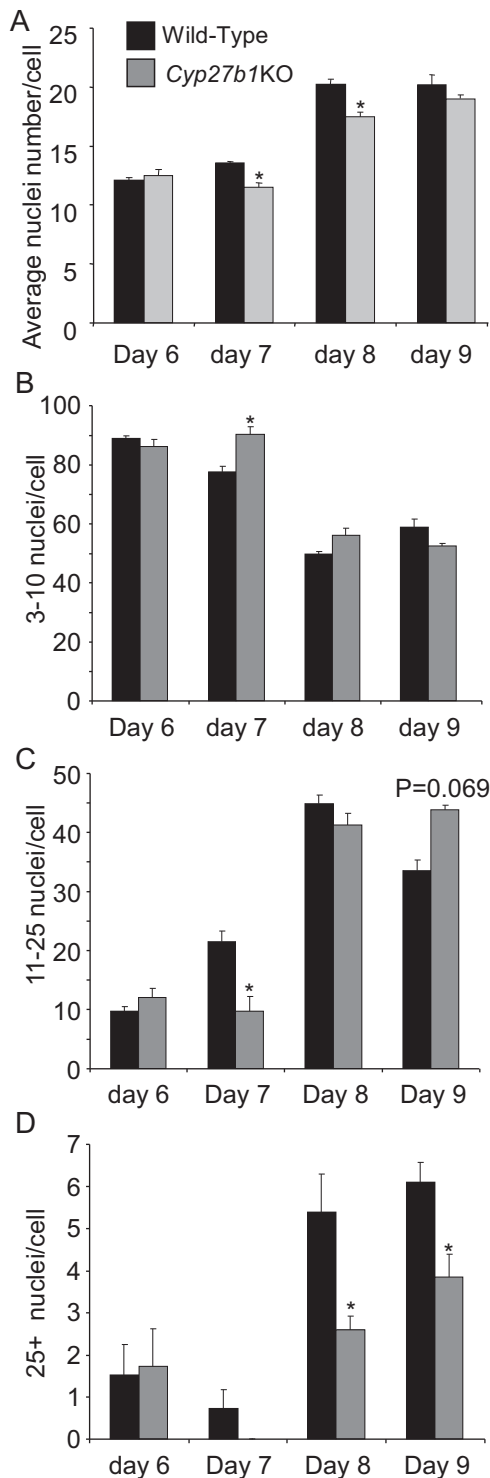 A
Wild-Type
Cyp27b1KO
Average nuclei number/cell
25
20
15
10
5
0
*
*
Day 6 day 7 day 8 day 9
B
3-10 nuclei/cell
100
80
60
40
20
0
*
Day 6 Day 7 day 8 day 9
C
11-25 nuclei/cell
50
40
30
20
10
0
P=0.069
*
day 6 Day 7 Day 8 Day 9
D
25+ nuclei/cell
7
6
5
4
3
2
1
0
*
*
day 6 Day 7 Day 8 Day 9